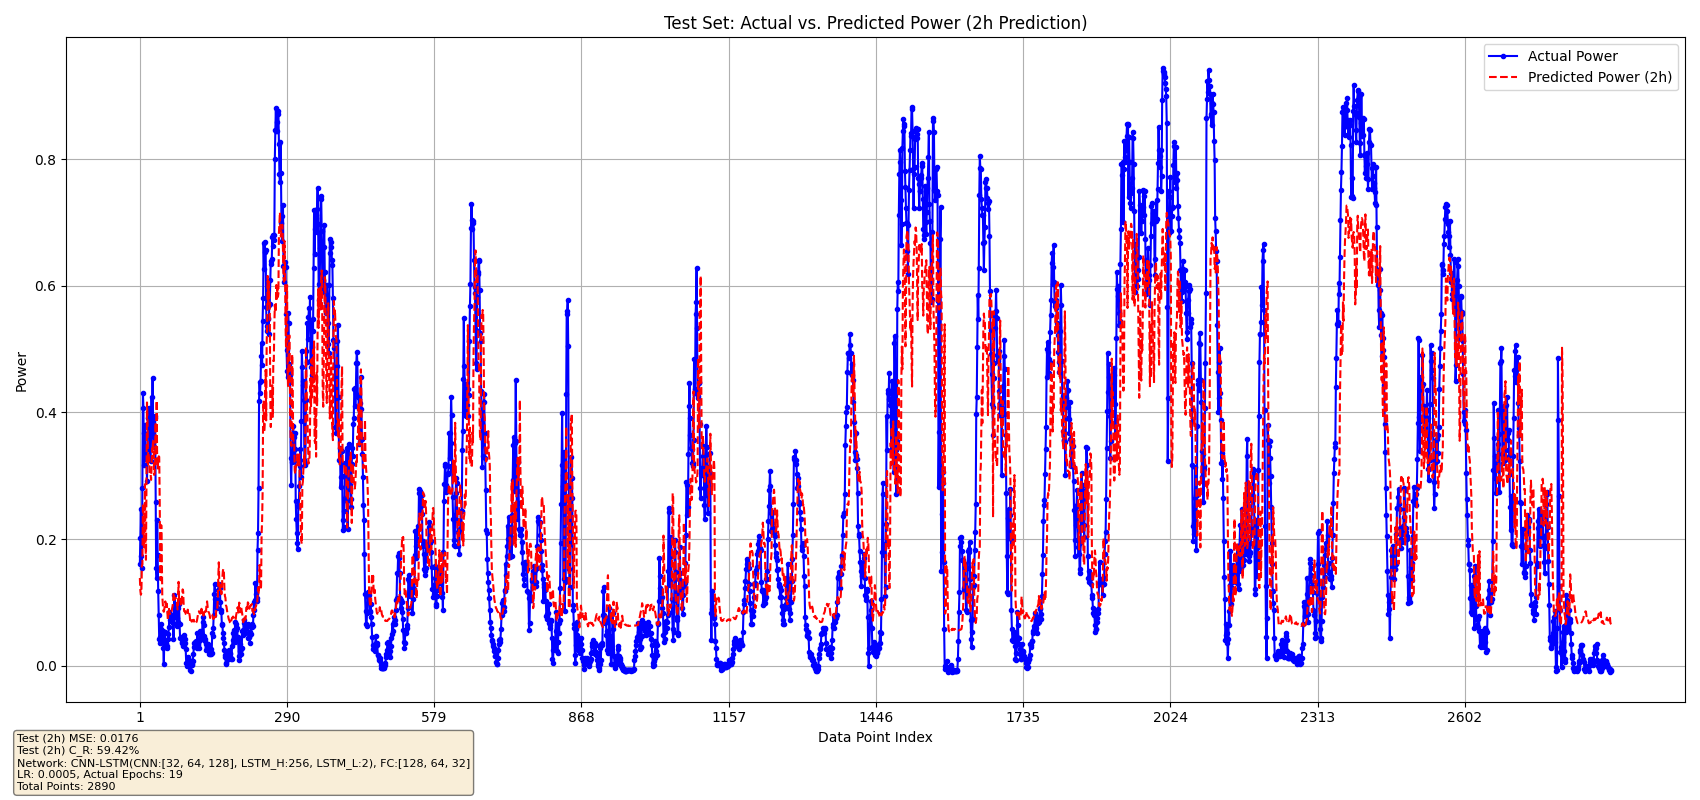 Test Set: Actual vs. Predicted Power (2h Prediction)
Actual Power
Predicted Power (2h)
Power
0.8
0.6
0.4
0.2
0.0
1 290 579 868 1157 1446 1735 2024 2313 2602
Data Point Index
Test (2h) MSE: 0.0176
Test (2h) C_R: 59.42%
Network: CNN-LSTM(CNN:[32, 64, 128], LSTM_H:256, LSTM_L:2), FC:[128, 64, 32]
LR: 0.0005, Actual Epochs: 19
Total Points: 2890